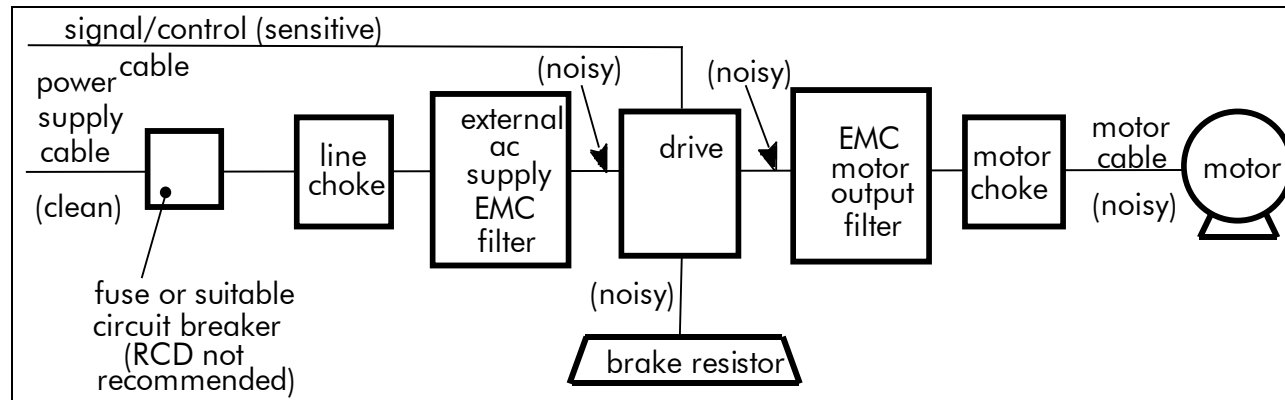 signal/control (sensitive)
cable
power
supply
cable
(clean)
fuse or suitable
circuit breaker
(RCD not
recommended)
line
choke
external
ac
supply
EMC
filter
(noisy)
drive
(noisy)
brake resistor
(noisy)
EMC
motor
output
filter
motor
choke
motor
cable
(noisy)
motor